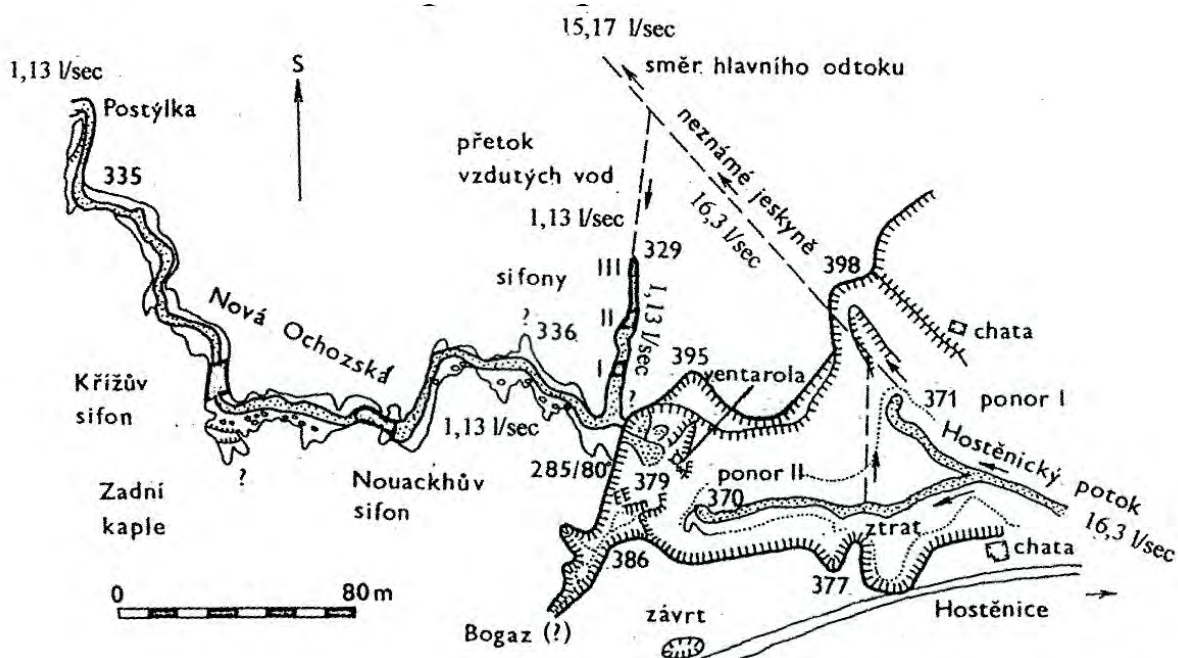 15,17 l/sec
směr. hlavního odtoku
1,13 l/sec
S
Postýlka
neznámé jeskyně
přetok
vzdutých vod
335
16,3 l/sec
1,13 l/sec
329
398
III
sifony
1,13 l/sec
Nová Ochozská
?
II
336
chata
395
ventarola
I
Křížův
sifon
?
371
ponor I
1,13 l/sec
Hostěnický potok
285/80
ponor II
?
Nouackhův
sifon
379
370
Zadní
kaple
16,3 l/sec
ztrat
chata
386
377
0
80 m
závrt
Hostěnice
Bogaz (?)